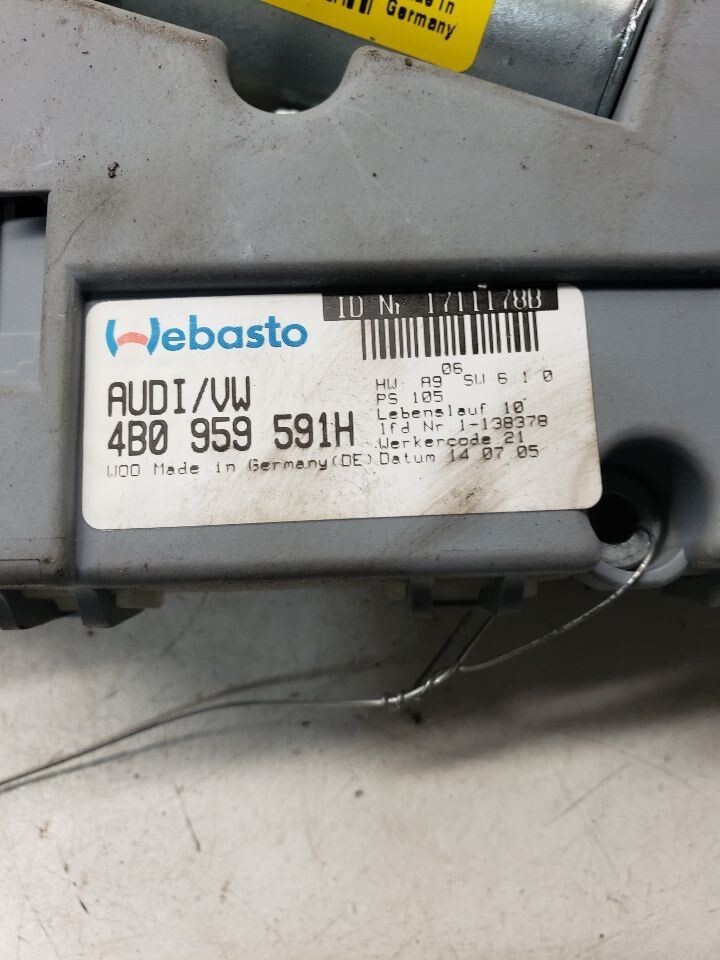 Made in
Germany
Webasto
ID Nr 1711178B
AUDI/VW
4B0 959 591H
WOO Made in Germany(DE)
HW A9 06 SW 6 1 0
PS 105
Lebenslauf 10
lfd Nr 1-138378
Werkercode 21
Datum 14 07 05